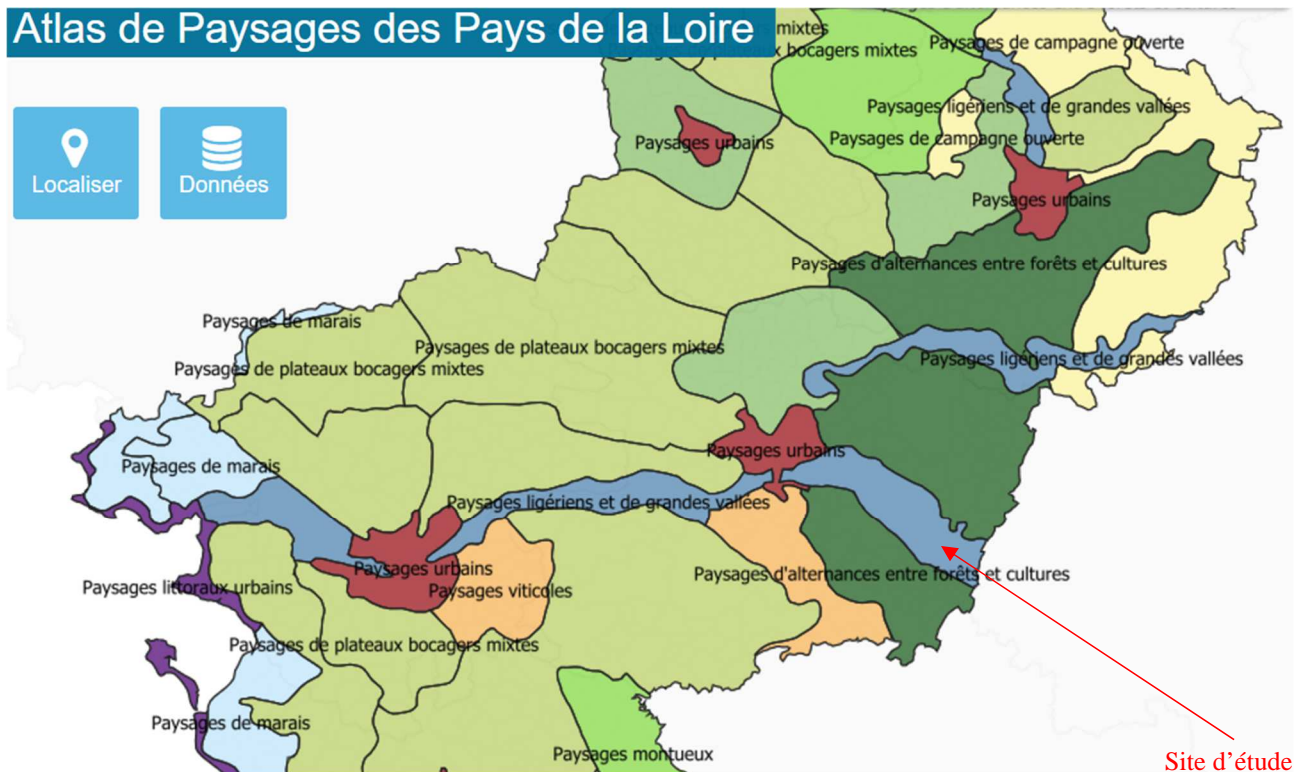 Atlas de Paysages des Pays de la Loire
mixtes
bocagers mixtes
Paysages de campagne ouverte
Localiser
Données
Paysages ligériens et de grandes vallées
Paysages urbains
Paysages de campagne ouverte
Paysages urbains
Paysages d'alternances entre forêts et cultures
Paysages de marais
Paysages de plateaux bocagers mixtes
Paysages ligériens et de grandes vallées
Paysages de plateaux bocagers mixtes
Paysages urbains
Paysages de marais
Paysages ligériens et de grandes vallées
Paysages urbains
Paysages d'alternances entre forêts et cultures
Paysages littoraux urbains
Paysages viticoles
Paysages de plateaux bocagers mixtes
Paysages de marais
Paysages montueux
Site d'étude